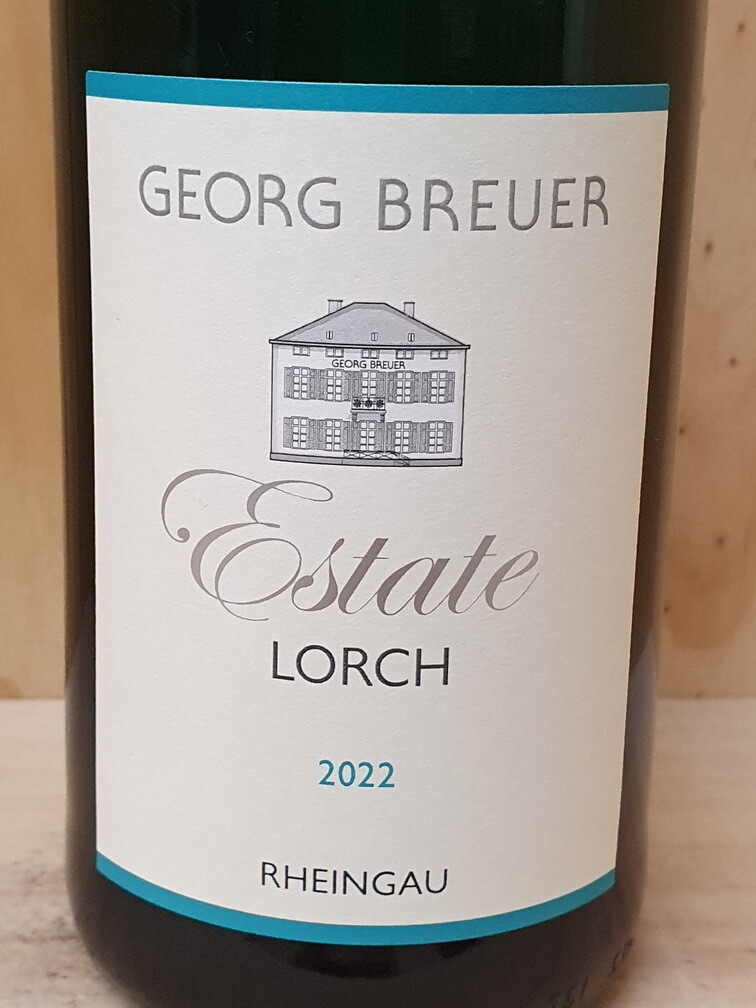 GEORG BREUER
GEORG BREUER
Estate
LORCH
2022
RHEINGAU